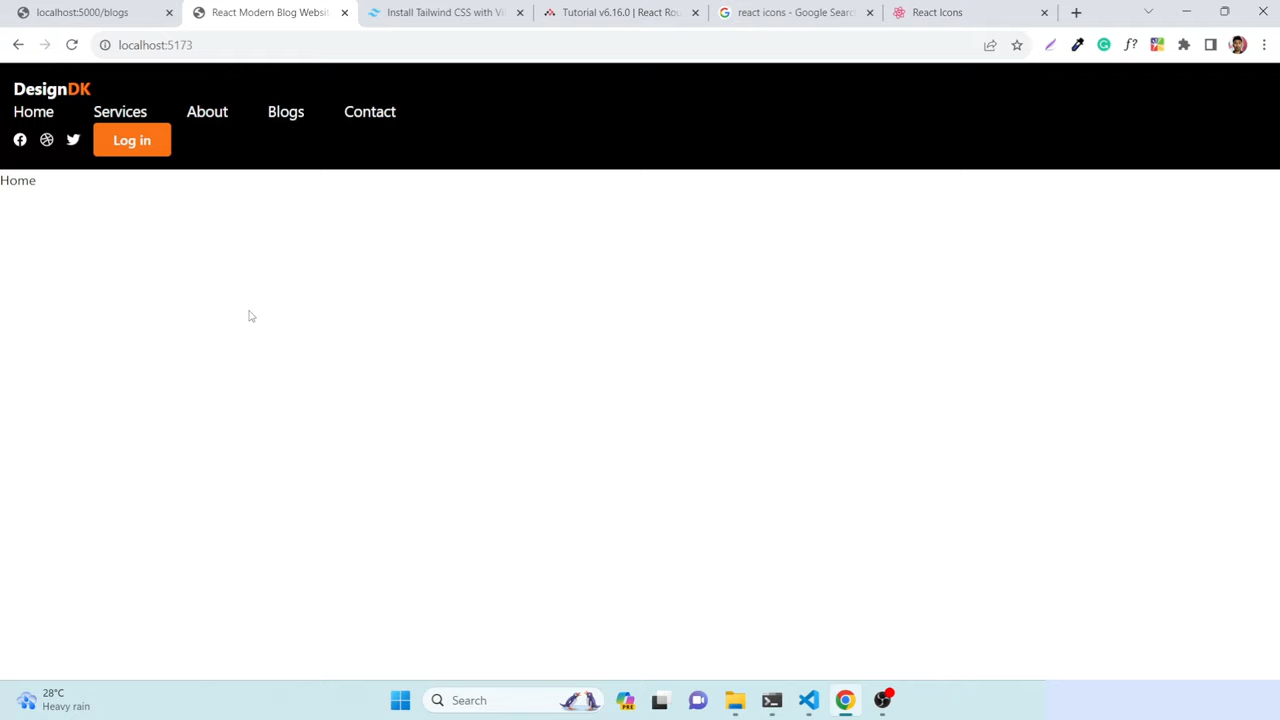 localhost:5000/blogs
React Modern Blog Websi
Install Tailwind CSS with Vi
Tutorial v6.16.0 | React Rou
react icons - Google Searc
React Icons
localhost:5173
DesignDK
Home Services About Blogs Contact
Log in
Home
28°C
Heavy rain
Search
PRE